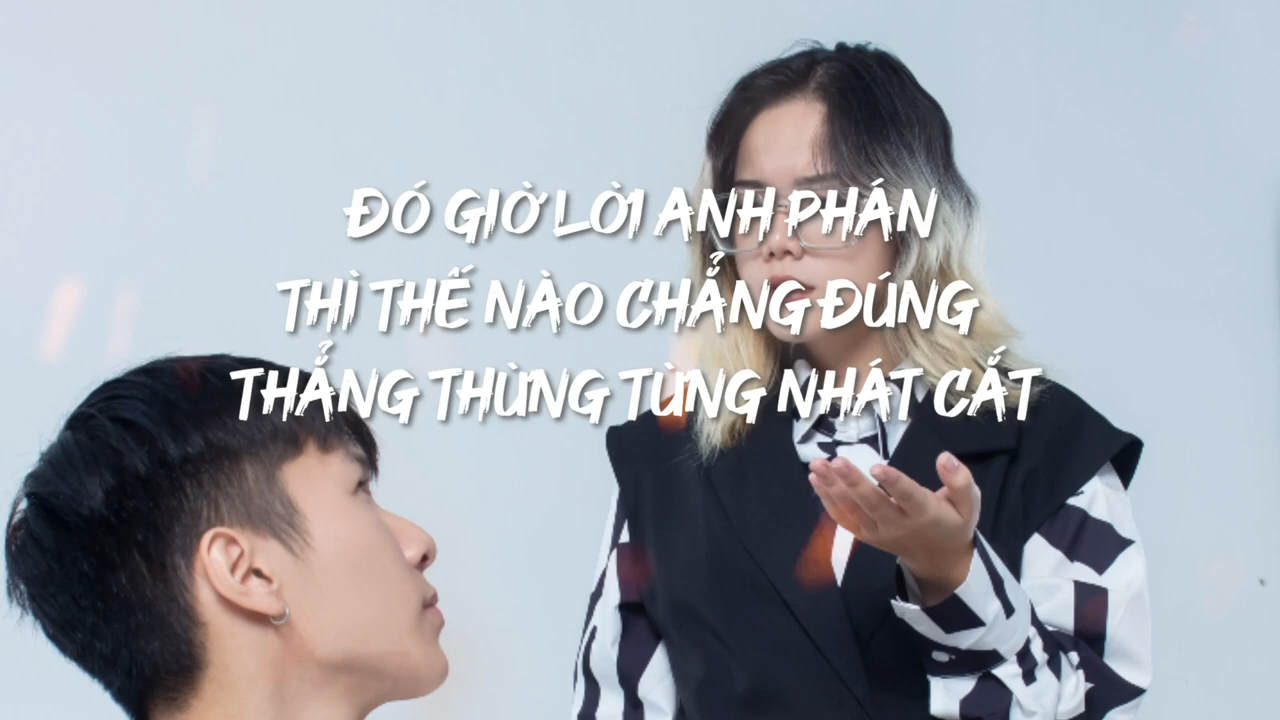 ĐÓ GIỜ LỜI ANH PHÁN
THÌ THẾ NÀO CHẲNG ĐÚNG
THẲNG THỪNG TỪNG NHÁT CẮT